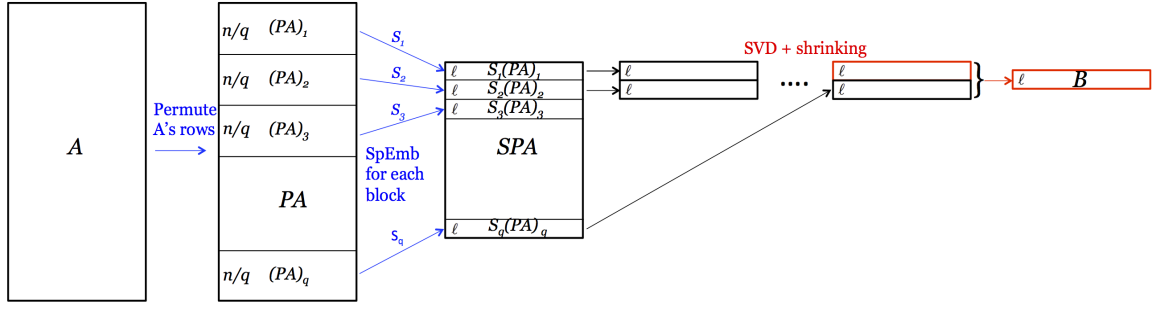 A
Permute
A's rows
n/q (PA)₁
n/q (PA)₂
n/q (PA)₃
PA
n/q (PA)q
S₁
S₂
S₃
SpEmb
for each
block
Sq
ℓ S₁(PA)₁
ℓ S₂(PA)₂
ℓ S₃(PA)₃
SPA
ℓ Sq(PA)q
ℓ
ℓ
SVD + shrinking
....
ℓ
ℓ
}
ℓ B